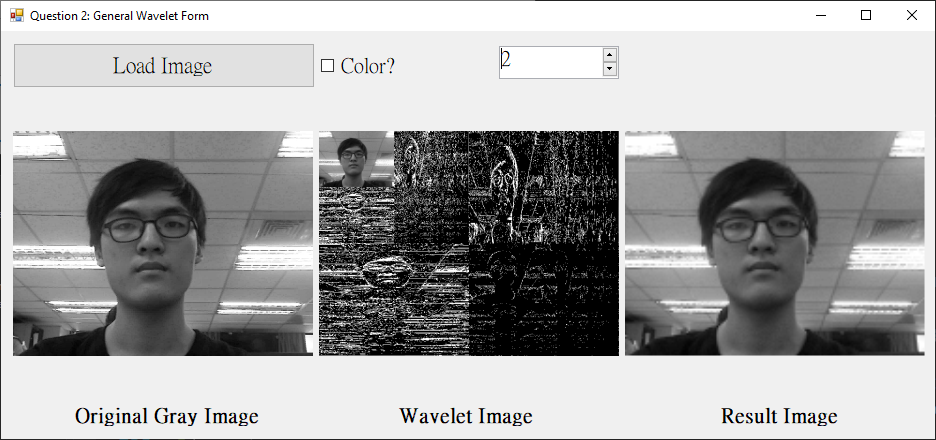 Question 2: General Wavelet Form
Load Image
Color?
2
Original Gray Image
Wavelet Image
Result Image